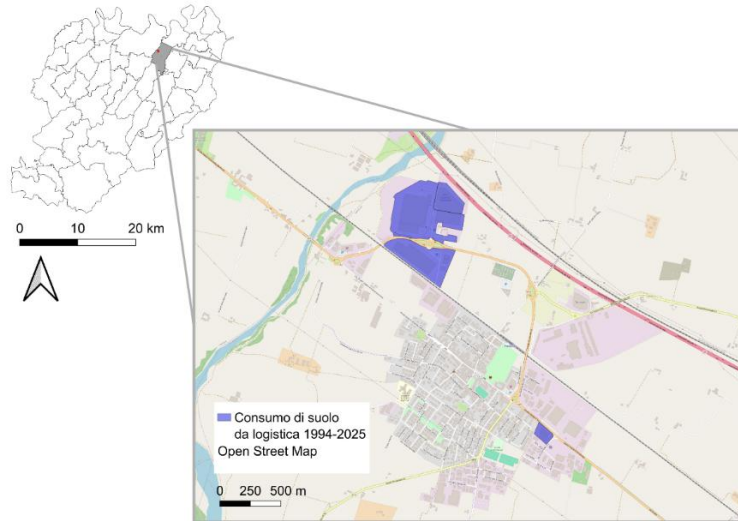 0 10 20 km
Consumo di suolo
da logistica 1994-2025
Open Street Map
0 250 500 m